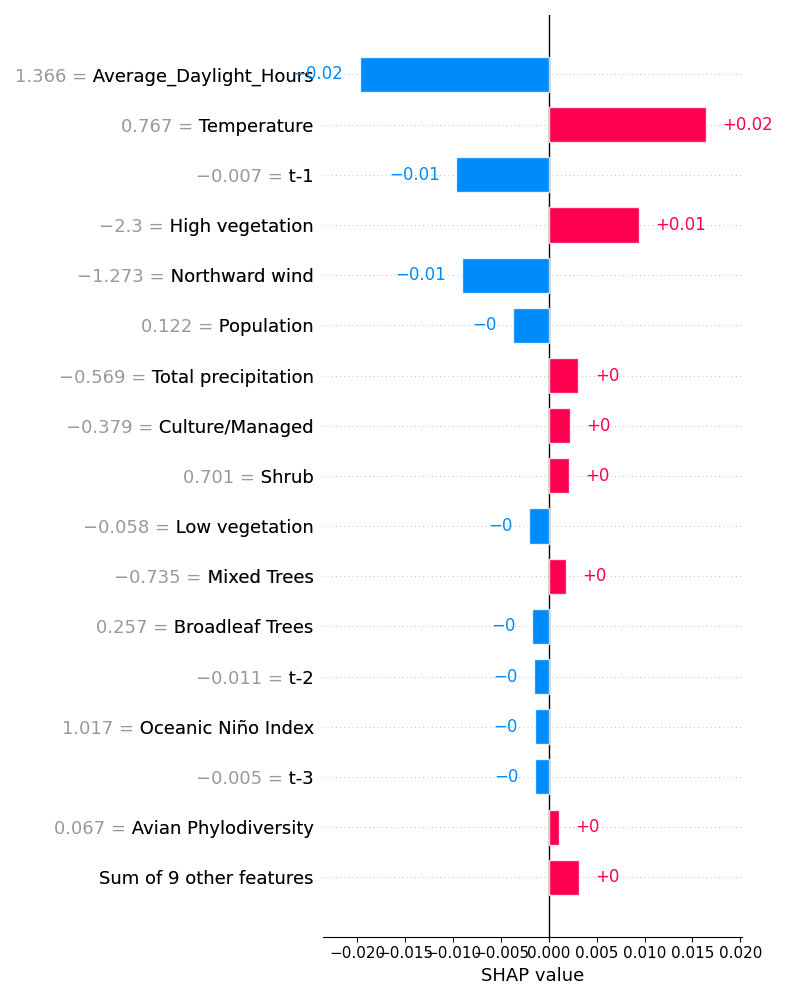 1.366 = Average_Daylight_Hours −0.02
0.767 = Temperature +0.02
−0.007 = t-1 −0.01
−2.3 = High vegetation +0.01
−1.273 = Northward wind −0.01
0.122 = Population −0
−0.569 = Total precipitation +0
−0.379 = Culture/Managed +0
0.701 = Shrub +0
−0.058 = Low vegetation −0
−0.735 = Mixed Trees +0
0.257 = Broadleaf Trees −0
−0.011 = t-2 −0
1.017 = Oceanic Niño Index −0
−0.005 = t-3 −0
0.067 = Avian Phylodiversity +0
Sum of 9 other features +0
−0.020 −0.015 −0.010 −0.005 0.000 0.005 0.010 0.015 0.020
SHAP value